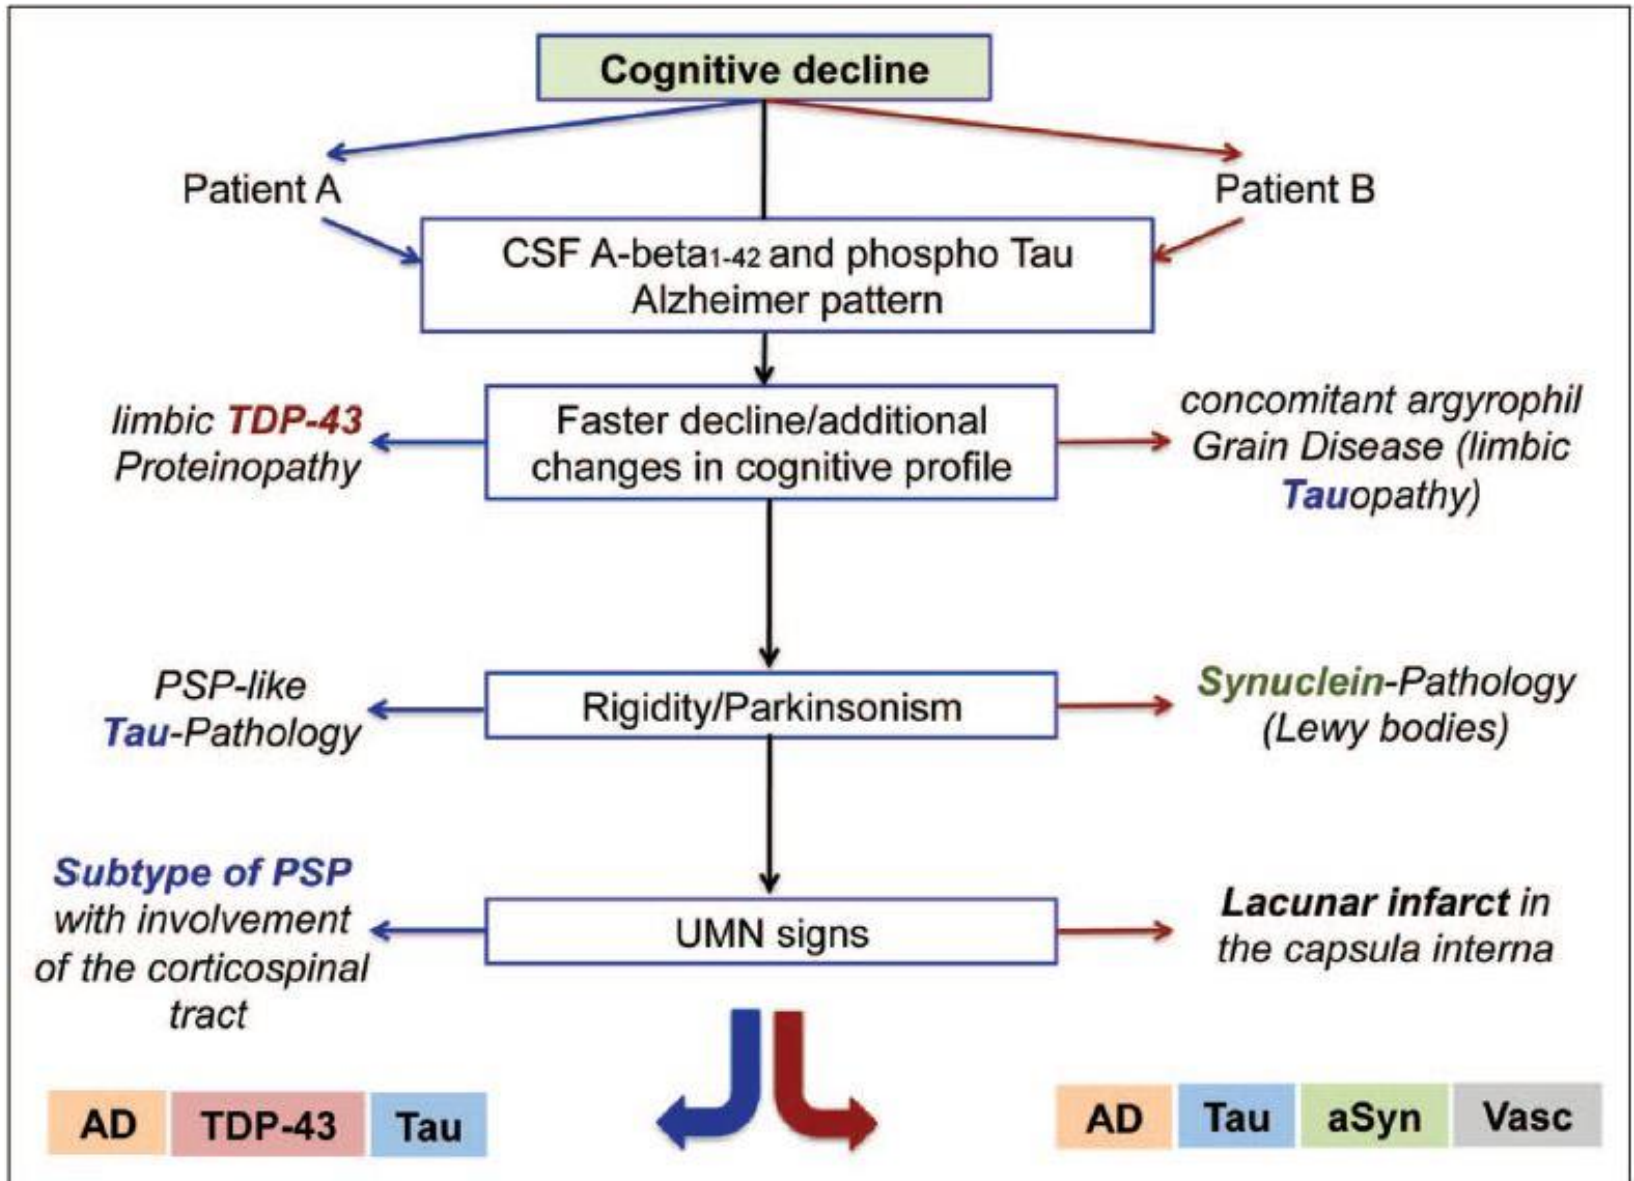 Cognitive decline
Patient A
Patient B
CSF A-beta1-42 and phospho Tau
Alzheimer pattern
limbic TDP-43
Proteinopathy
Faster decline/additional
changes in cognitive profile
concomitant argyrophil
Grain Disease (limbic
Tauopathy)
PSP-like
Tau-Pathology
Rigidity/Parkinsonism
Synuclein-Pathology
(Lewy bodies)
Subtype of PSP
with involvement
of the corticospinal
tract
UMN signs
Lacunar infarct in
the capsula interna
AD TDP-43 Tau
AD Tau aSyn Vasc